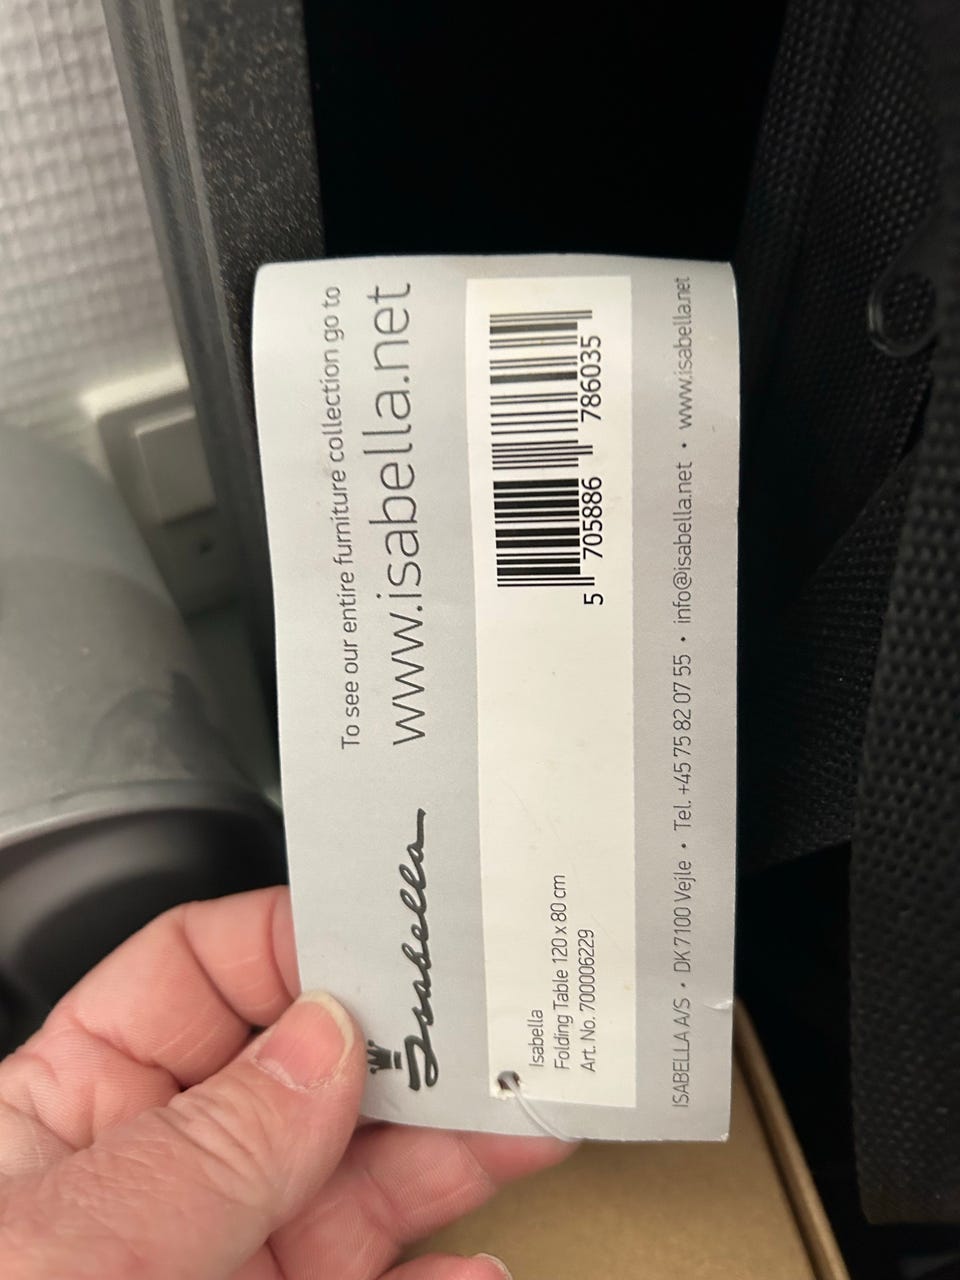 Isabella
To see our entire furniture collection go to
www.isabella.net
Isabella
Folding Table 120 x 80 cm
Art. No. 700006229
5 705886 786035
ISABELLA A/S • DK 7100 Vejle • Tel. +45 75 82 07 55 • info@isabella.net • www.isabella.net